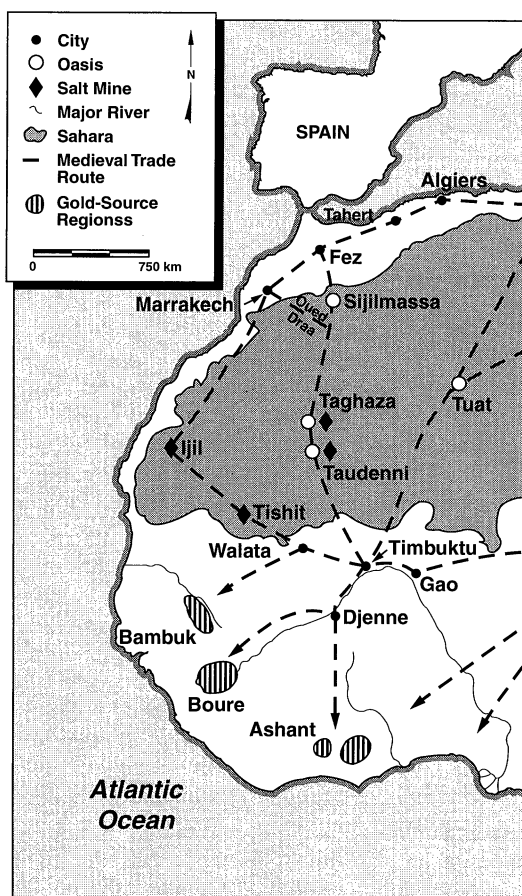 City
Oasis
Salt Mine
Major River
Sahara
Medieval Trade
Route
Gold-Source
Regionss
N
0 750 km
SPAIN
Algiers
Tahert
Fez
Marrakech
Oued
Draa
Sijilmassa
Taghaza
Tuat
Ijil
Taudenni
Tishit
Walata
Timbuktu
Gao
Djenne
Bambuk
Boure
Ashant
Atlantic
Ocean